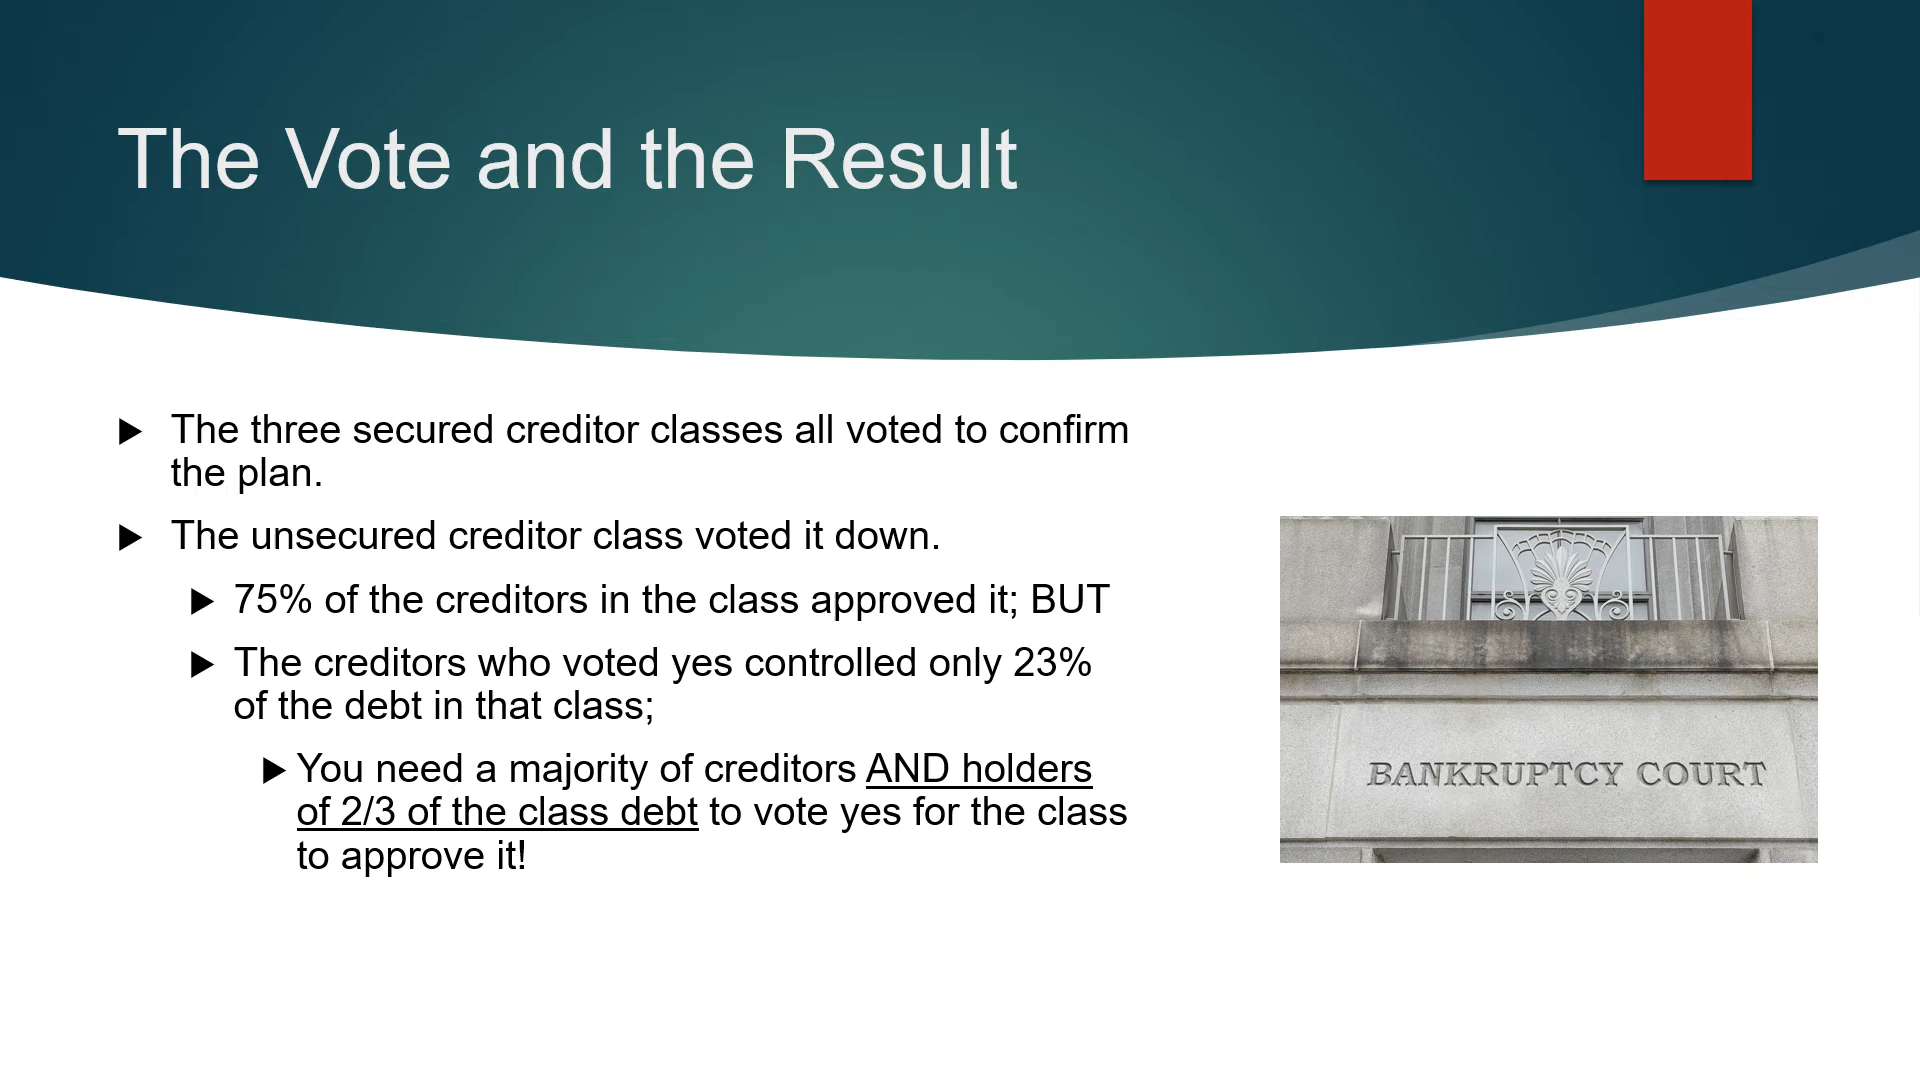 The Vote and the Result
The three secured creditor classes all voted to confirm
the plan.
The unsecured creditor class voted it down.
75% of the creditors in the class approved it; BUT
The creditors who voted yes controlled only 23%
of the debt in that class;
You need a majority of creditors AND holders
of 2/3 of the class debt to vote yes for the class
to approve it!
BANKRUPTCY COURT